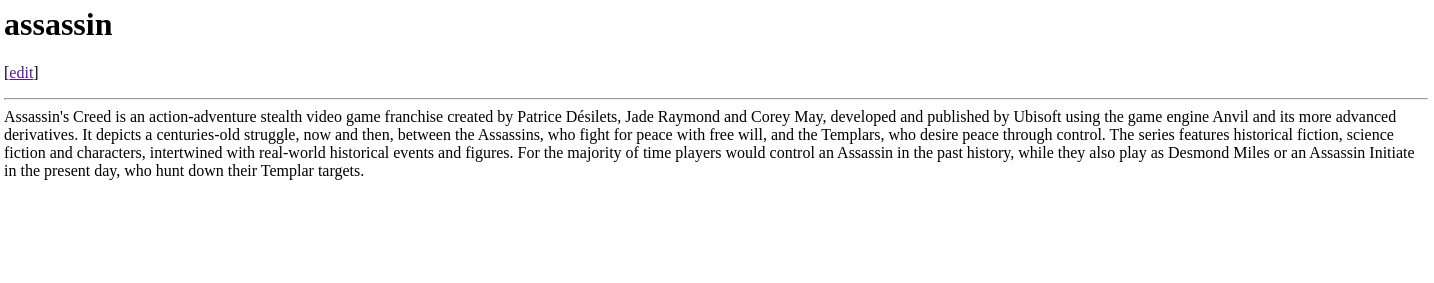 assassin
[edit]
Assassin's Creed is an action-adventure stealth video game franchise created by Patrice Désilets, Jade Raymond and Corey May, developed and published by Ubisoft using the game engine Anvil and its more advanced
derivatives. It depicts a centuries-old struggle, now and then, between the Assassins, who fight for peace with free will, and the Templars, who desire peace through control. The series features historical fiction, science
fiction and characters, intertwined with real-world historical events and figures. For the majority of time players would control an Assassin in the past history, while they also play as Desmond Miles or an Assassin Initiate
in the present day, who hunt down their Templar targets.